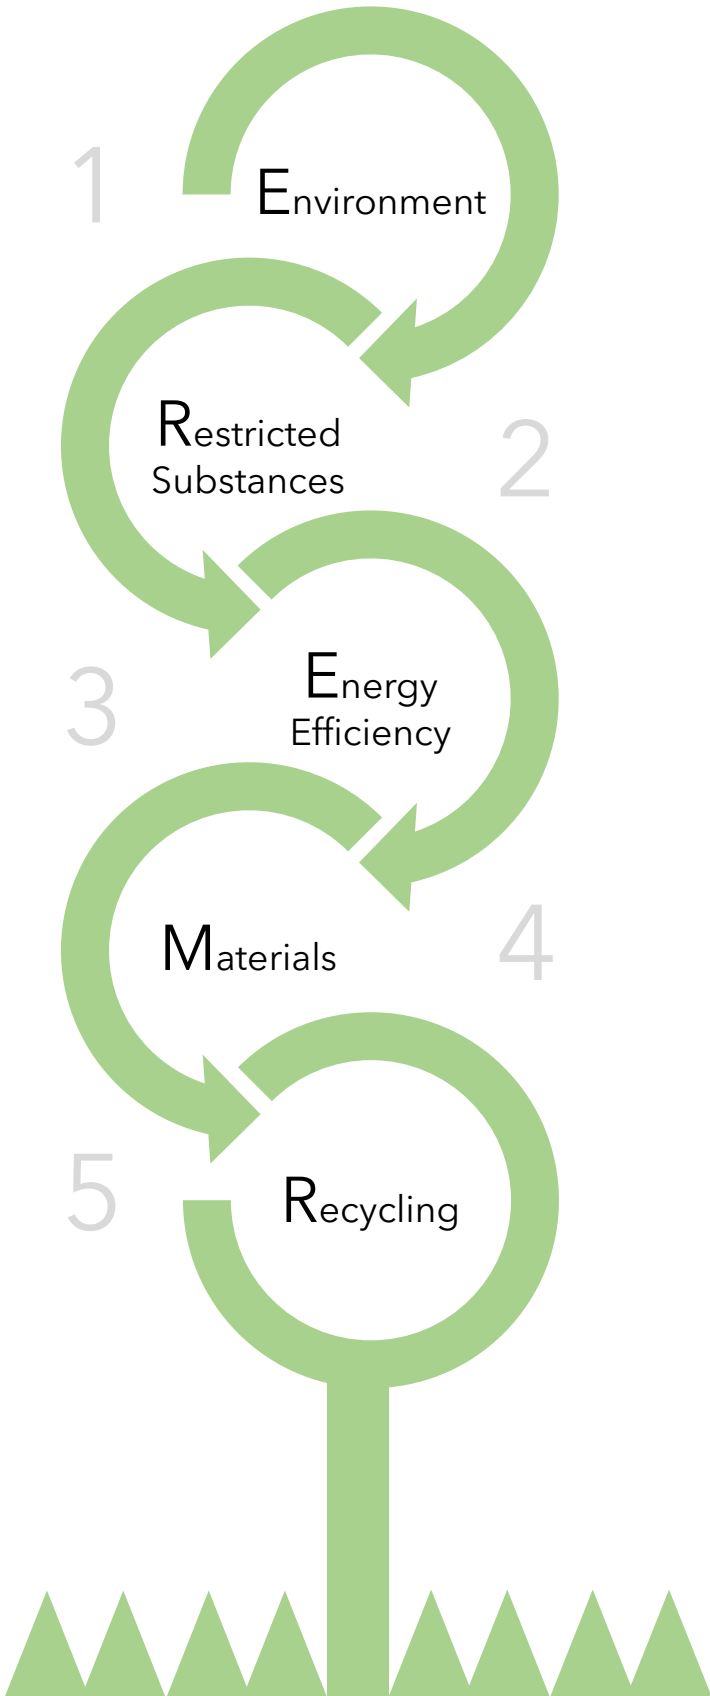 1
Environment
Restricted
Substances
2
3
Energy
Efficiency
Materials
4
5
Recycling